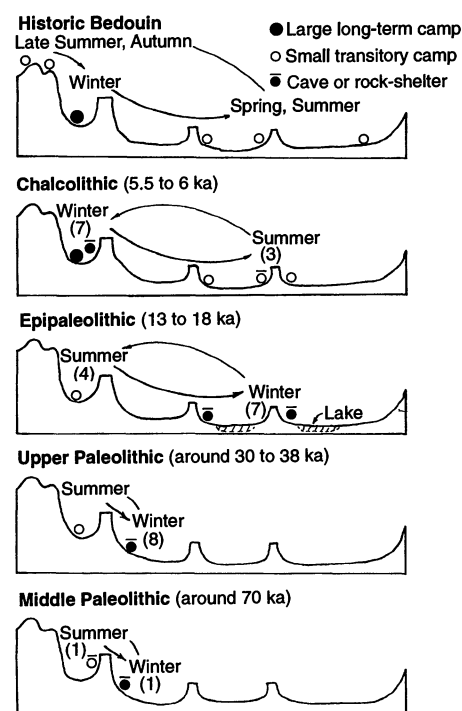 Historic Bedouin
Late Summer, Autumn
Winter
Spring, Summer
Large long-term camp
Small transitory camp
Cave or rock-shelter
Chalcolithic (5.5 to 6 ka)
Winter
(7)
Summer
(3)
Epipaleolithic (13 to 18 ka)
Summer
(4)
Winter
(7)
Lake
Upper Paleolithic (around 30 to 38 ka)
Summer
Winter
(8)
Middle Paleolithic (around 70 ka)
Summer
(1)
Winter
(1)